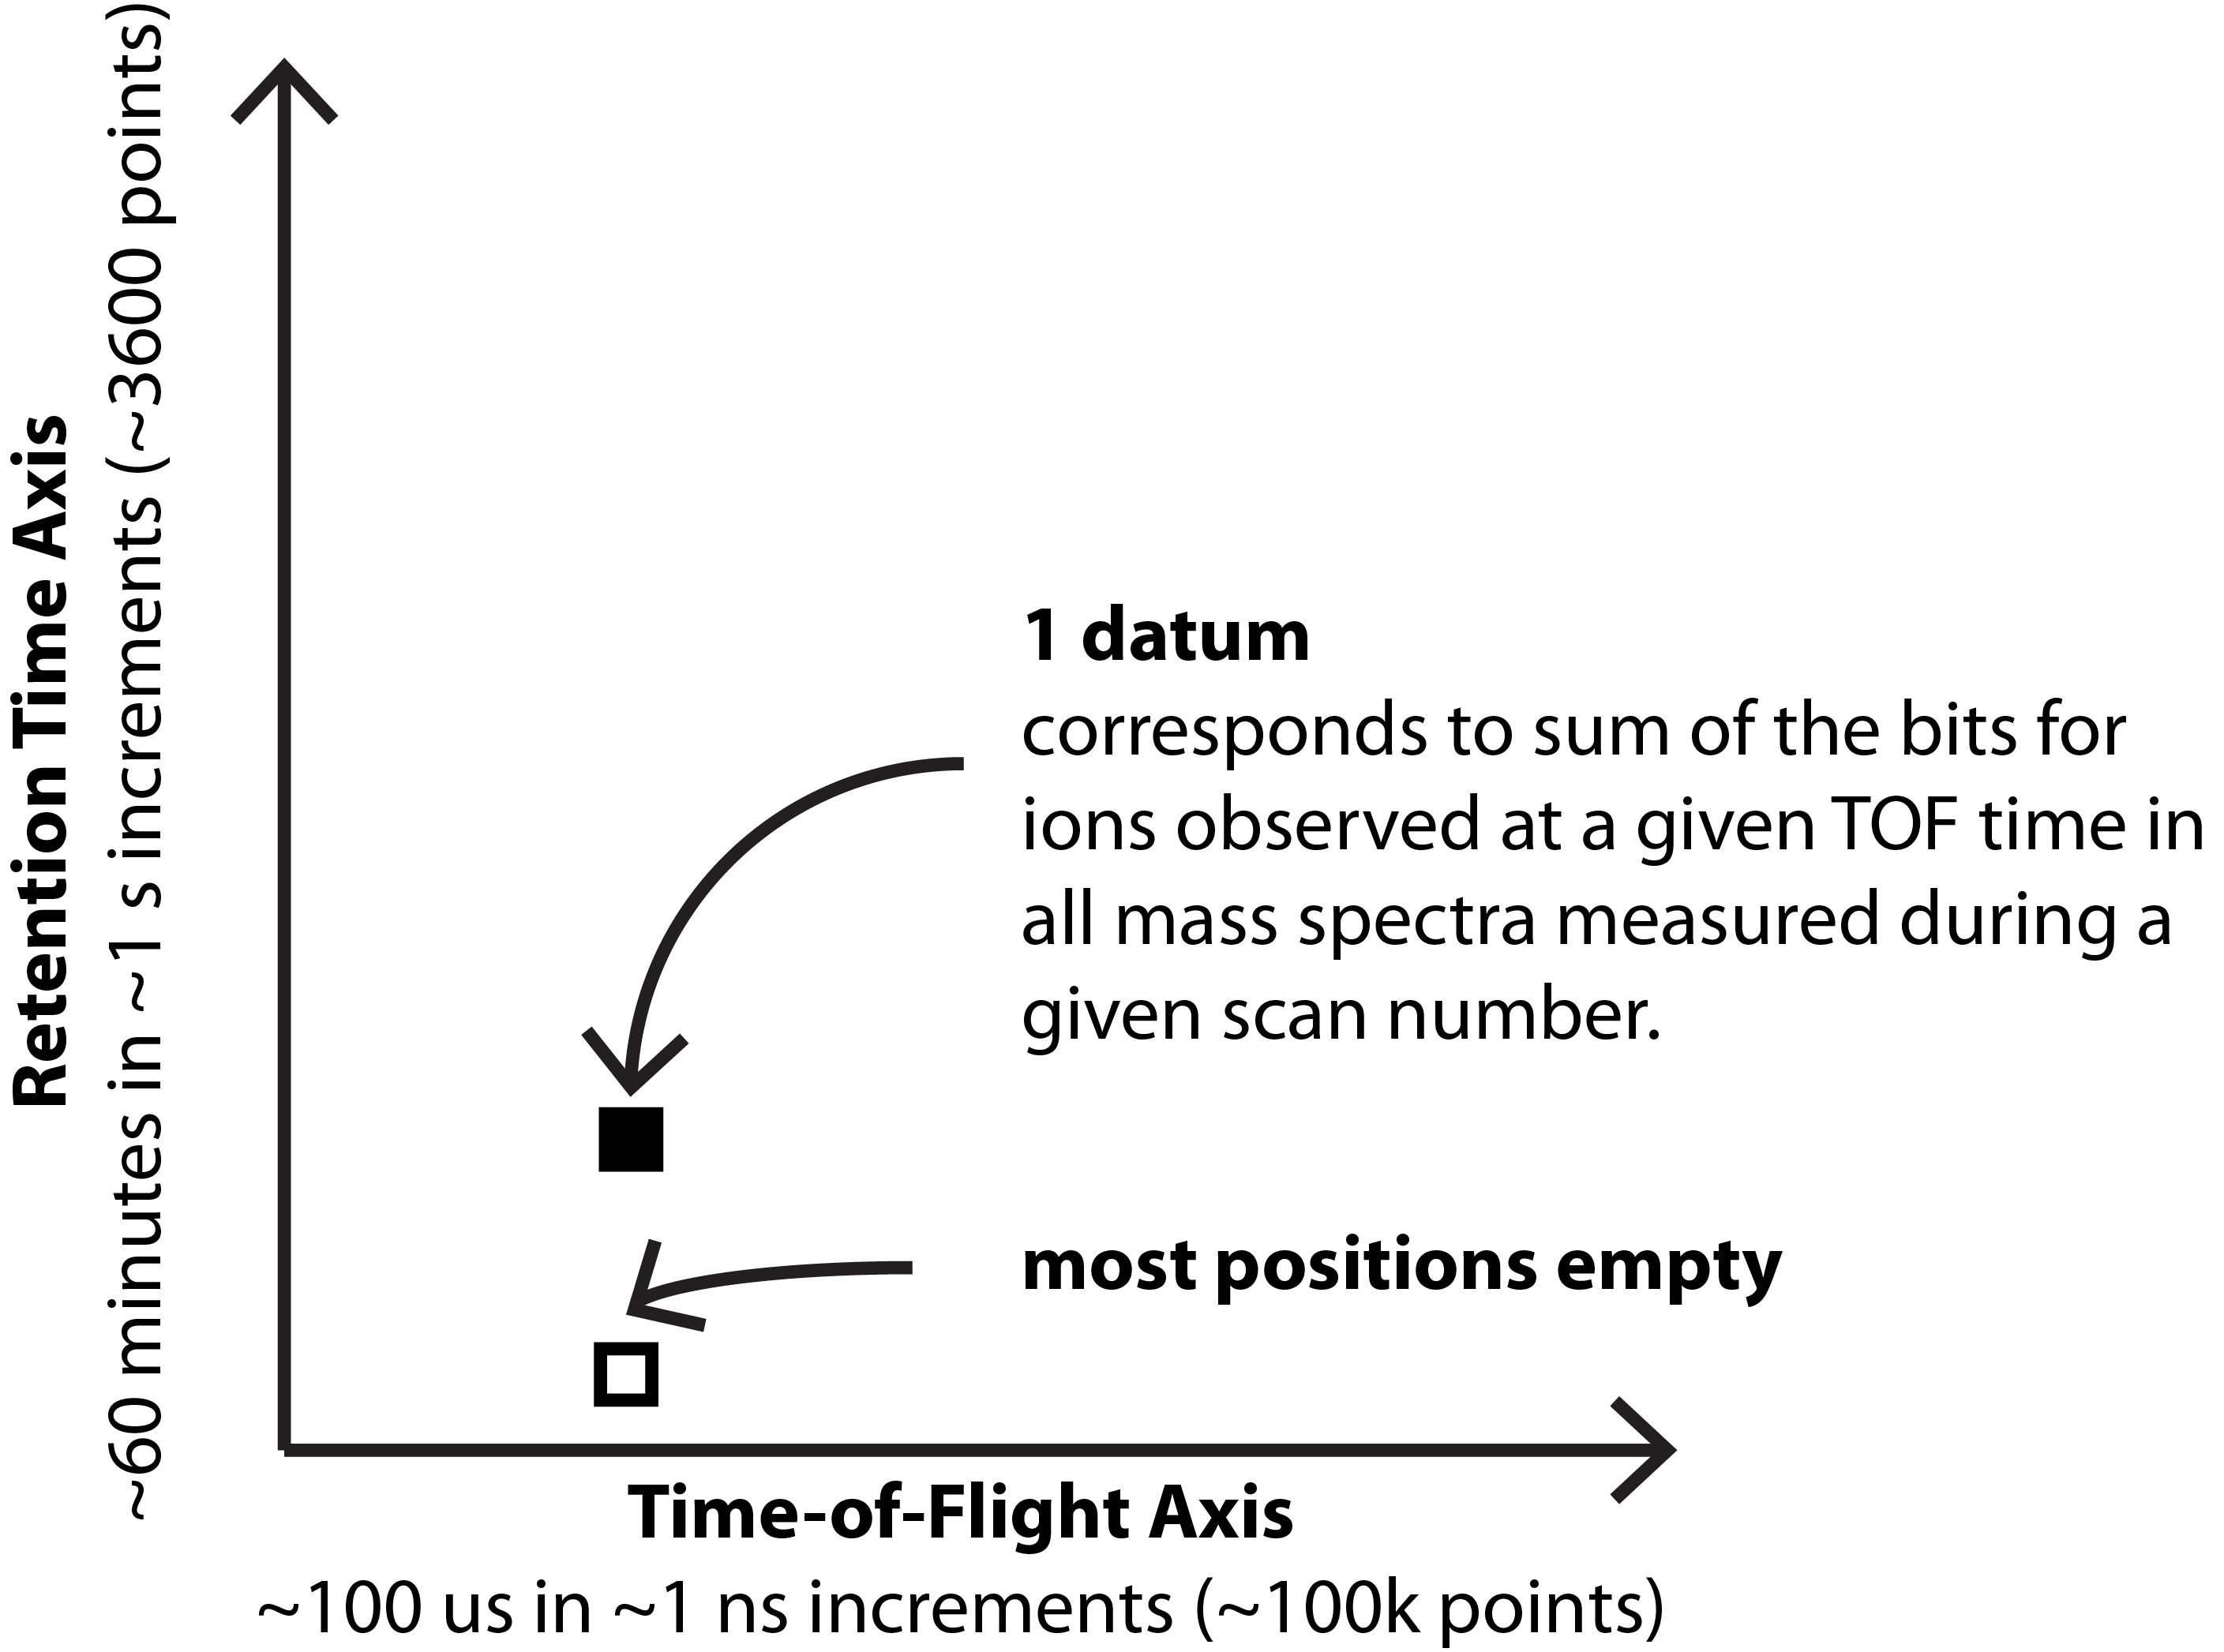 Retention Time Axis
~60 minutes in ~1 s increments (~3600 points)
1 datum
corresponds to sum of the bits for
ions observed at a given TOF time in
all mass spectra measured during a
given scan number.
most positions empty
Time-of-Flight Axis
~100 us in ~1 ns increments (~100k points)